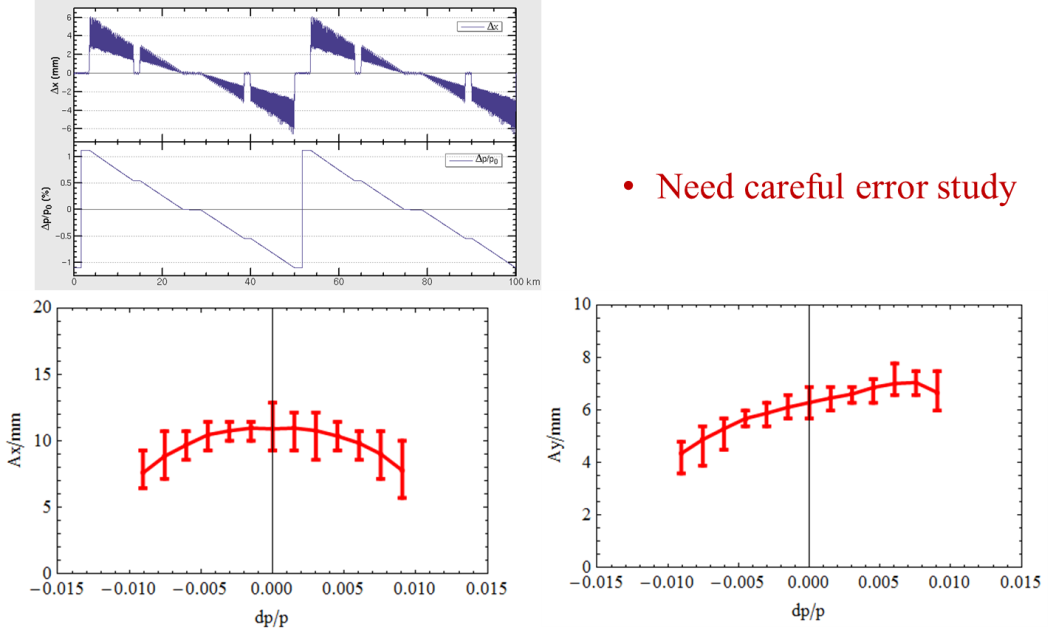 6
4
2
0
−2
−4
−6
Δx (mm)
Δx
1
0.5
0
−0.5
−1
Δp/p₀ (%)
Δp/p₀
0 20 40 60 80 100 km
• Need careful error study
20
15
10
5
0
Ax/mm
−0.015 −0.010 −0.005 0.000 0.005 0.010 0.015
dp/p
10
8
6
4
2
0
Ay/mm
−0.015 −0.010 −0.005 0.000 0.005 0.010 0.015
dp/p